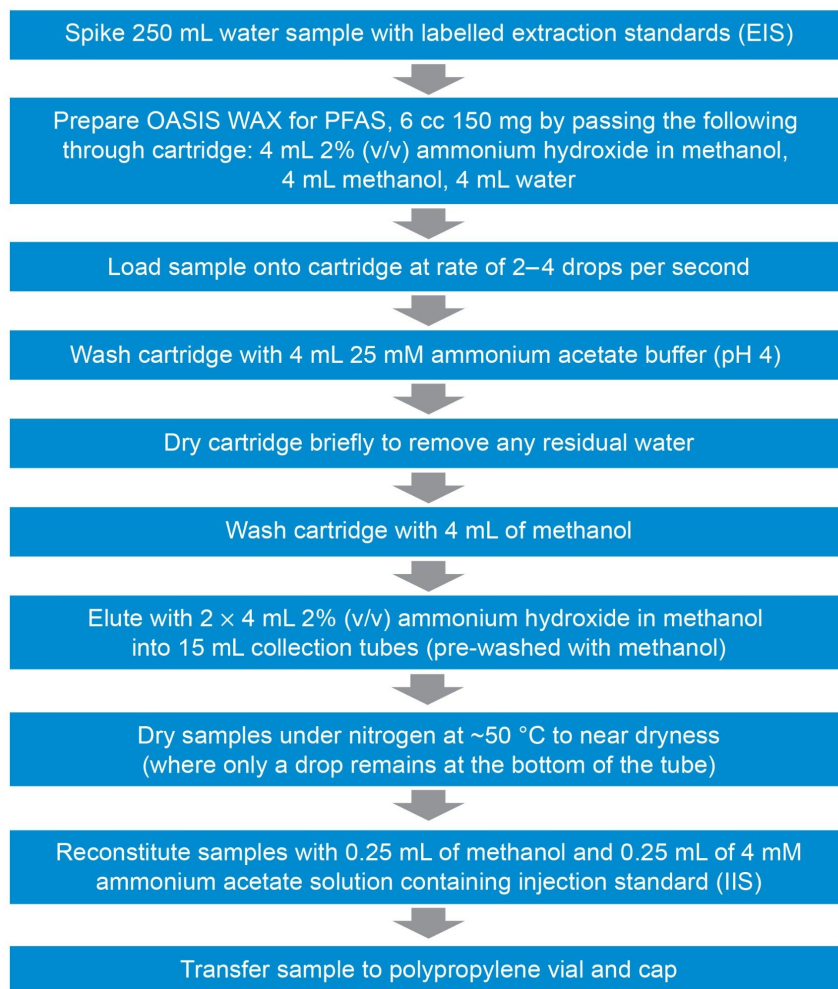 Spike 250 mL water sample with labelled extraction standards (EIS)
Prepare OASIS WAX for PFAS, 6 cc 150 mg by passing the following
through cartridge: 4 mL 2% (v/v) ammonium hydroxide in methanol,
4 mL methanol, 4 mL water
Load sample onto cartridge at rate of 2–4 drops per second
Wash cartridge with 4 mL 25 mM ammonium acetate buffer (pH 4)
Dry cartridge briefly to remove any residual water
Wash cartridge with 4 mL of methanol
Elute with 2 × 4 mL 2% (v/v) ammonium hydroxide in methanol
into 15 mL collection tubes (pre-washed with methanol)
Dry samples under nitrogen at ~50 °C to near dryness
(where only a drop remains at the bottom of the tube)
Reconstitute samples with 0.25 mL of methanol and 0.25 mL of 4 mM
ammonium acetate solution containing injection standard (IIS)
Transfer sample to polypropylene vial and cap